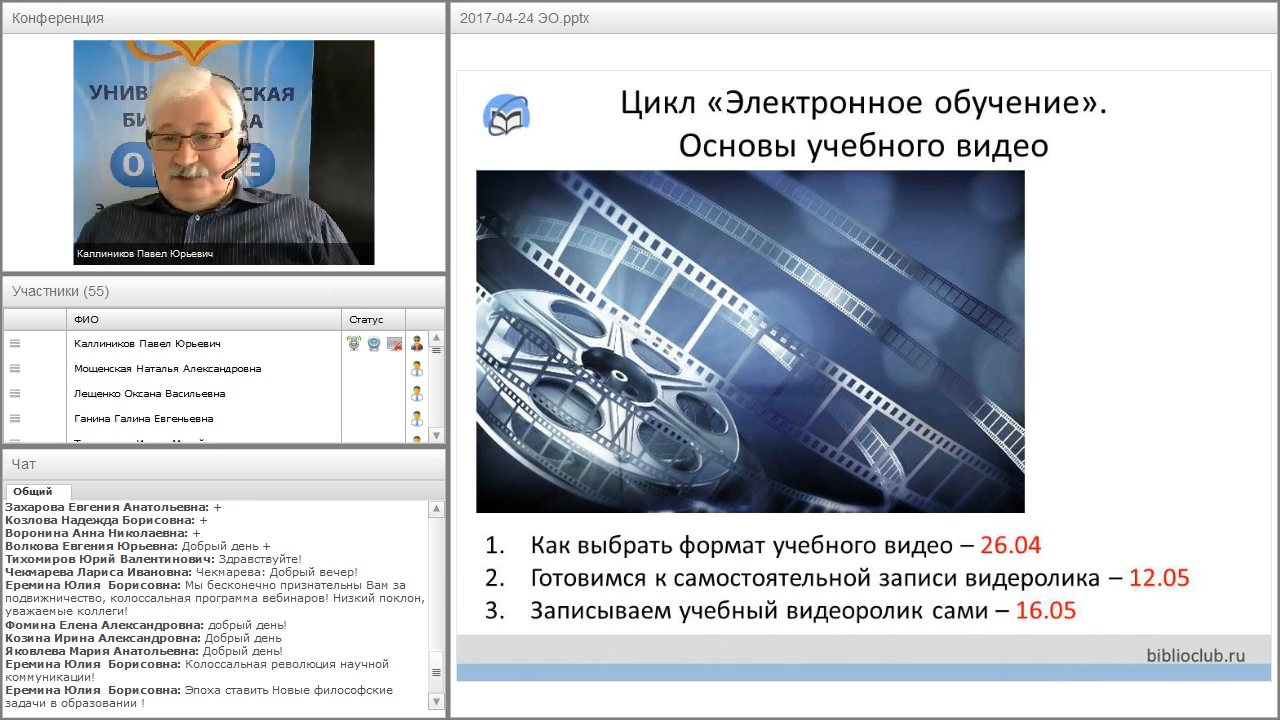 Конференция
УНИВ РС ТСКАЯ
Каллиников Павел Юрьевич
Участники (55)
ФИО
Статус
Каллиников Павел Юрьевич
Мощенская Наталья Александровна
Лещенко Оксана Васильевна
Ганина Галина Евгеньевна
Чат
Общий
Захарова Евгения Анатольевна: +
Козлова Надежда Борисовна: +
Воронина Анна Николаевна: +
Волкова Евгения Юрьевна: Добрый день +
Тихомиров Юрий Валентинович: Здравствуйте!
Чекмарева Лариса Ивановна: Чекмарева: Добрый вечер!
Еремина Юлия Борисовна: Мы бесконечно признательны Вам за
подвижничество, колоссальная программа вебинаров! Низкий поклон,
уважаемые коллеги!
Фомина Елена Александровна: добрый день!
Козина Ирина Александровна: Добрый день
Яковлева Мария Анатольевна: Добрый день!
Еремина Юлия Борисовна: Колоссальная революция научной
коммуникации!
Еремина Юлия Борисовна: Эпоха ставить Новые философские
задачи в образовании !
2017-04-24 ЭО.pptx
Цикл «Электронное обучение».
Основы учебного видео
1. Как выбрать формат учебного видео – 26.04
2. Готовимся к самостоятельной записи видеоролика – 12.05
3. Записываем учебный видеоролик сами – 16.05
biblioclub.ru